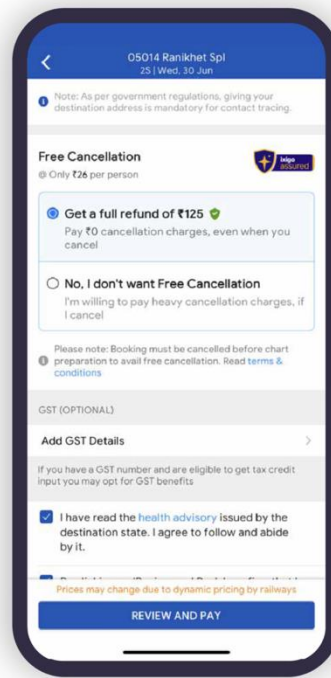 05014 Ranikhet Spl
2S | Wed, 30 Jun
Note: As per government regulations, giving your
destination address is mandatory for contact tracing.
Free Cancellation
@ Only ₹26 per person
ixigo
assured
Get a full refund of ₹125
Pay ₹0 cancellation charges, even when you
cancel
No, I don't want Free Cancellation
I'm willing to pay heavy cancellation charges, if
I cancel
Please note: Booking must be cancelled before chart
preparation to avail free cancellation. Read terms &
conditions
GST (OPTIONAL)
Add GST Details
If you have a GST number and are eligible to get tax credit
input you may opt for GST benefits
I have read the health advisory issued by the
destination state. I agree to follow and abide
by it.
Prices may change due to dynamic pricing by railways
REVIEW AND PAY